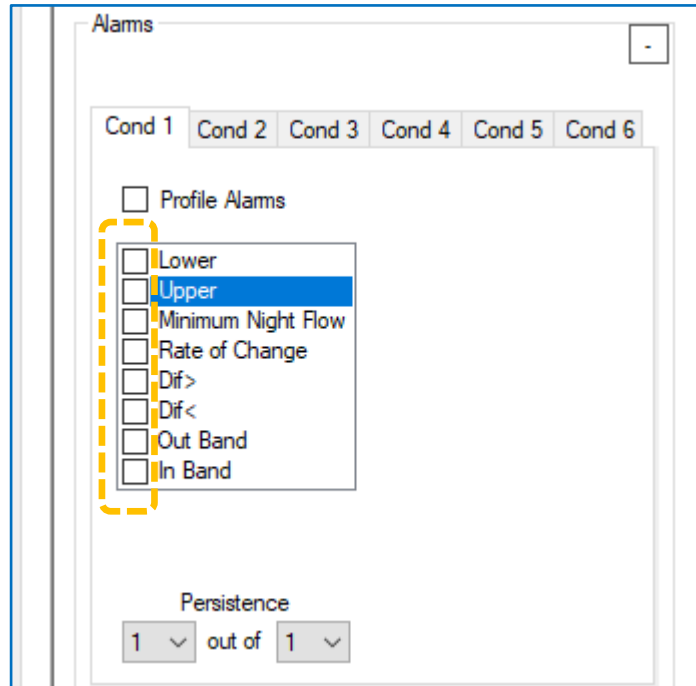 Alarms
-
Cond 1 Cond 2 Cond 3 Cond 4 Cond 5 Cond 6
Profile Alarms
Lower
Upper
Minimum Night Flow
Rate of Change
Dif>
Dif<
Out Band
In Band
Persistence
1 out of 1